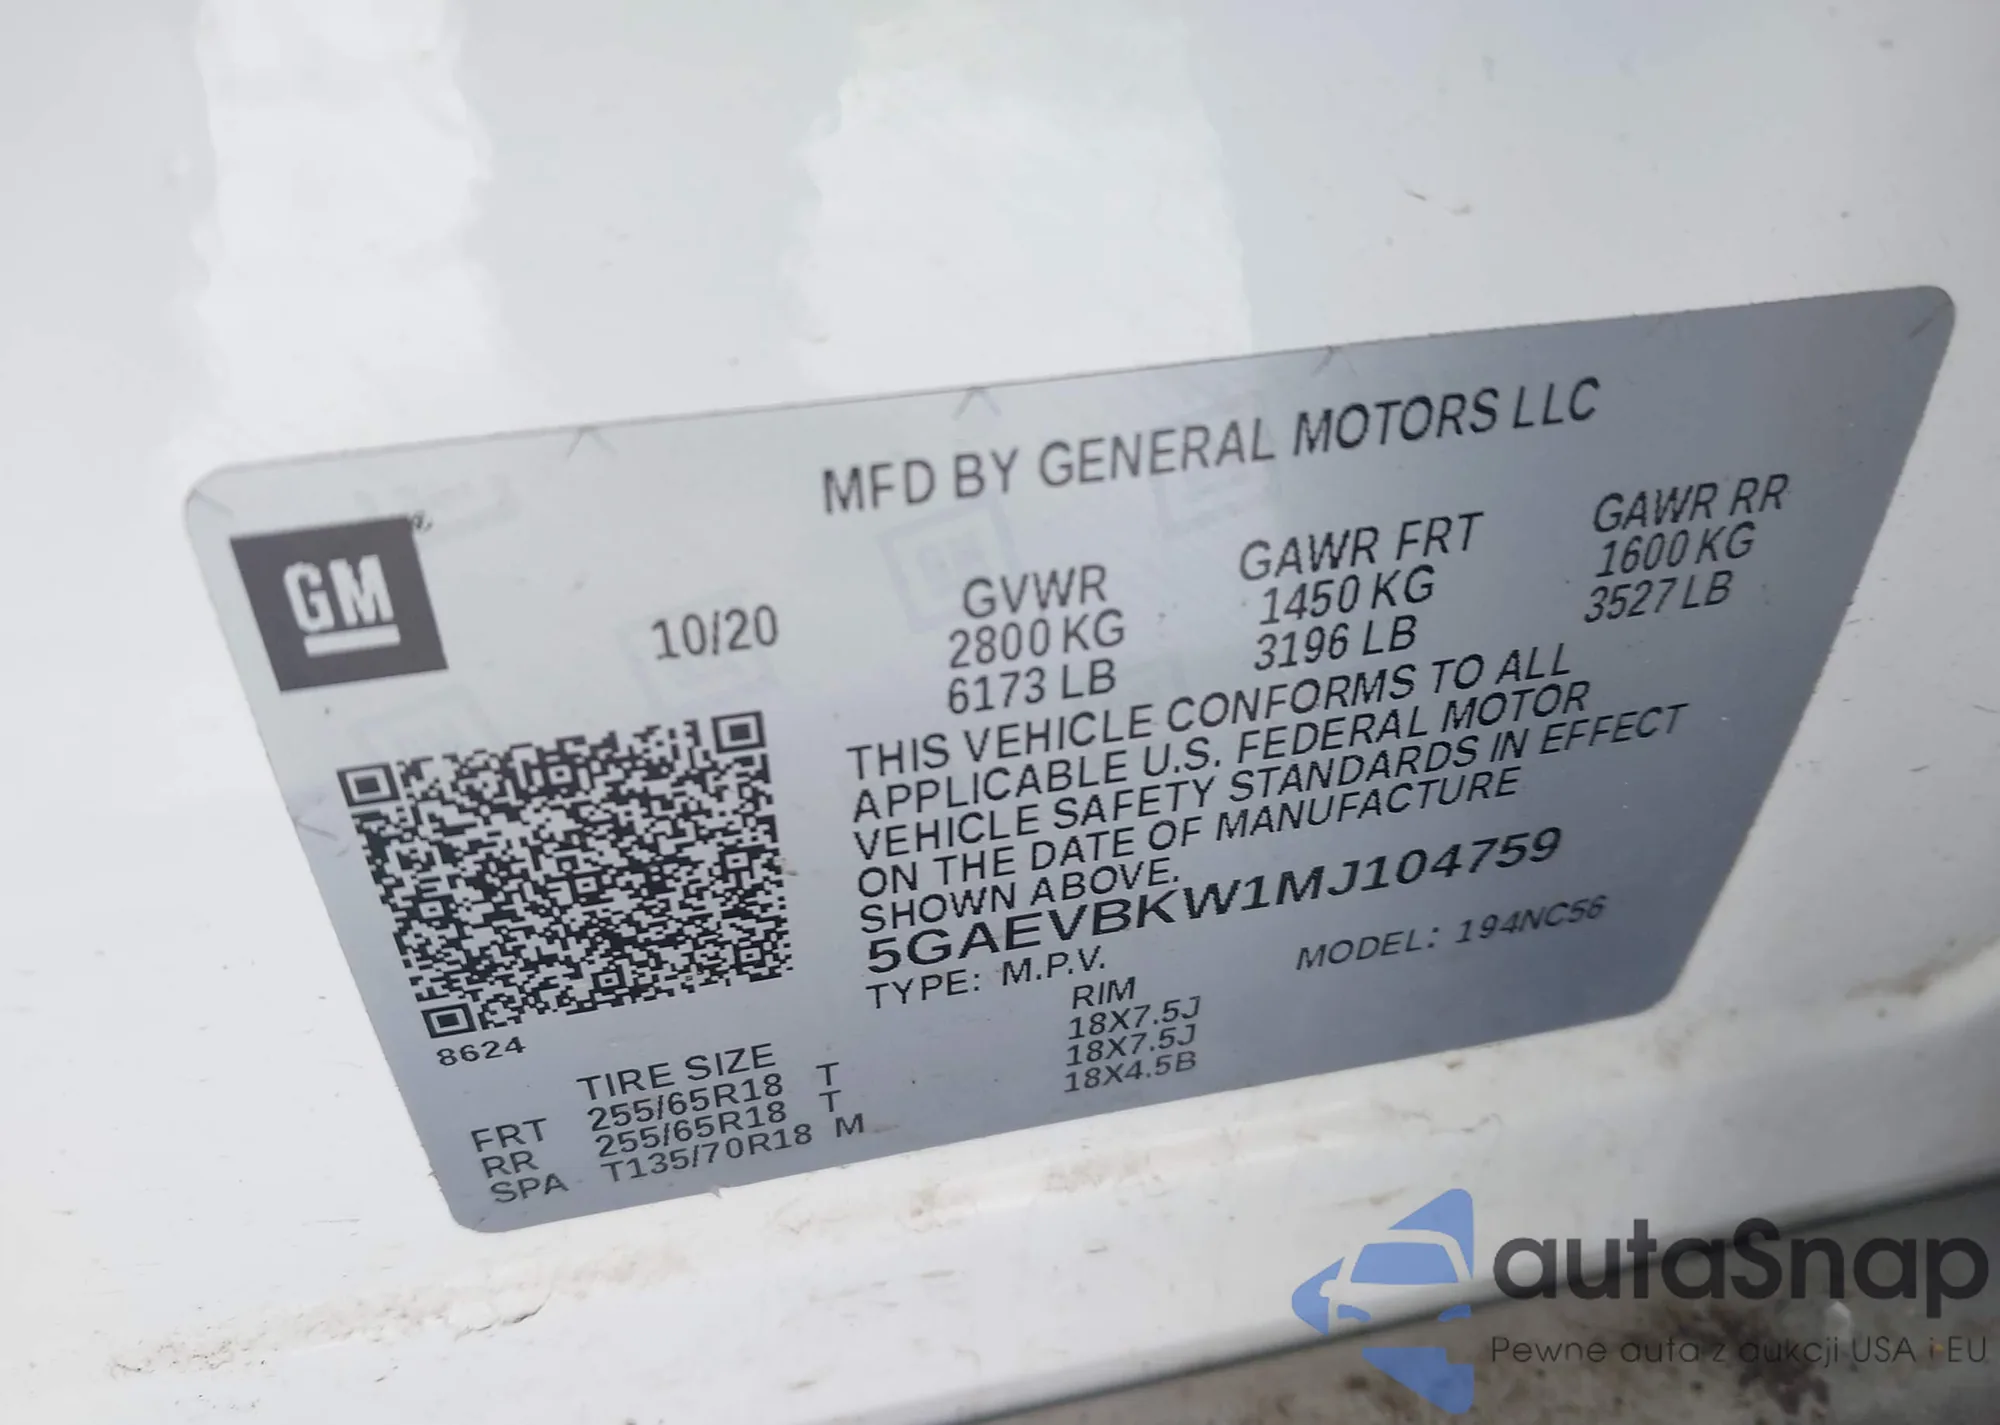 MFD BY GENERAL MOTORS LLC
GM
10/20
GVWR GAWR FRT GAWR RR
2800 KG 1450 KG 1600 KG
6173 LB 3196 LB 3527 LB
THIS VEHICLE CONFORMS TO ALL
APPLICABLE U.S. FEDERAL MOTOR
VEHICLE SAFETY STANDARDS IN EFFECT
ON THE DATE OF MANUFACTURE
SHOWN ABOVE.
5GAEVBKW1MJ104759
TYPE: M.P.V. MODEL: 194NC56
8624
TIRE SIZE RIM
FRT 255/65R18 T 18X7.5J
RR 255/65R18 T 18X7.5J
SPA T135/70R18 M 18X4.5B
autaSnap
Pewne auta z aukcji USA i EU